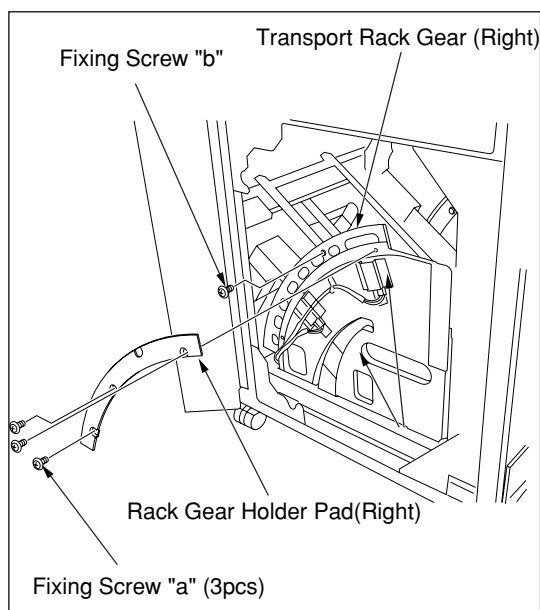 Transport Rack Gear (Right)
Fixing Screw "b"
Rack Gear Holder Pad(Right)
Fixing Screw "a" (3pcs)